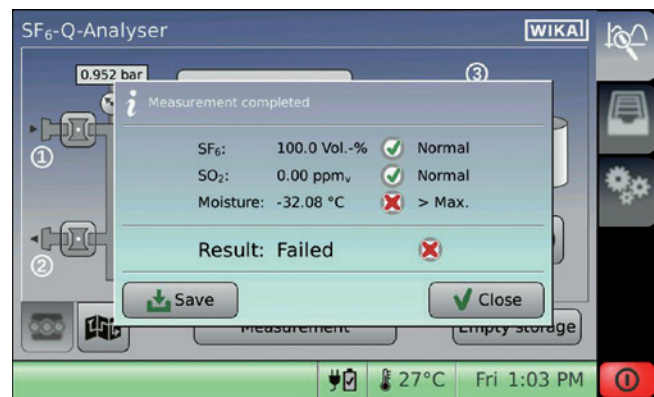 SF₆-Q-Analyser
WIKA
0.952 bar
③
i Measurement completed
①
SF₆: 100.0 Vol.-% Normal
SO₂: 0.00 ppmᵥ Normal
Moisture: -32.08 °C > Max.
Result: Failed
②
Save
Close
Measurement
Empty storage
27°C
Fri 1:03 PM